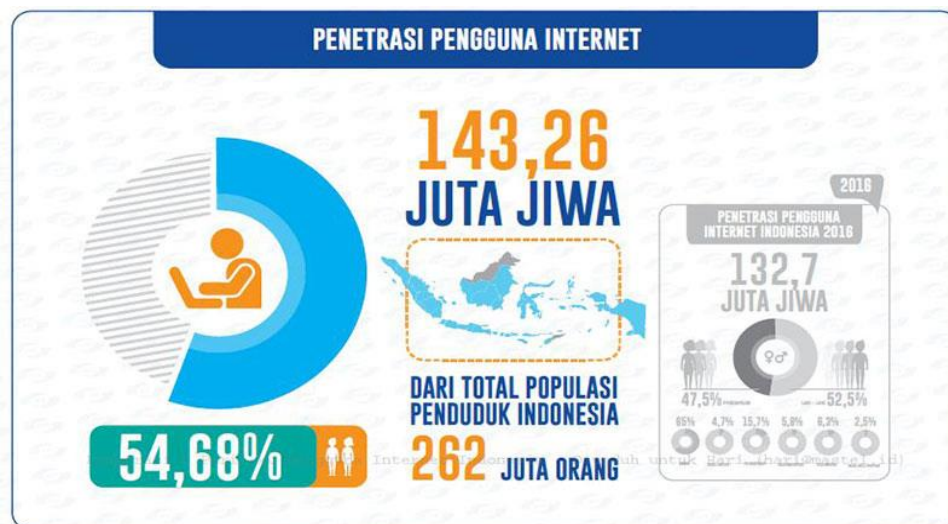 PENETRASI PENGGUNA INTERNET
143,26
JUTA JIWA
DARI TOTAL POPULASI
PENDUDUK INDONESIA
262 JUTA ORANG
54,68%
2016
PENETRASI PENGGUNA
INTERNET INDONESIA 2016
132,7
JUTA JIWA
47,5% 52,5%
65% 4,7% 15,7% 5,8% 6,3% 2,5%